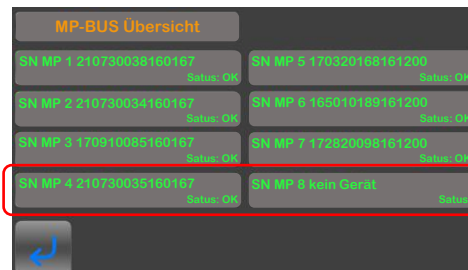 MP-BUS Übersicht
SN MP 1 210730038160167
Satus: OK
SN MP 5 170320168161200
Satus: OK
SN MP 2 210730034160167
Satus: OK
SN MP 6 165010189161200
Satus: OK
SN MP 3 170910085160167
Satus: OK
SN MP 7 172820098161200
Satus: OK
SN MP 4 210730035160167
Satus: OK
SN MP 8 kein Gerät
Satus